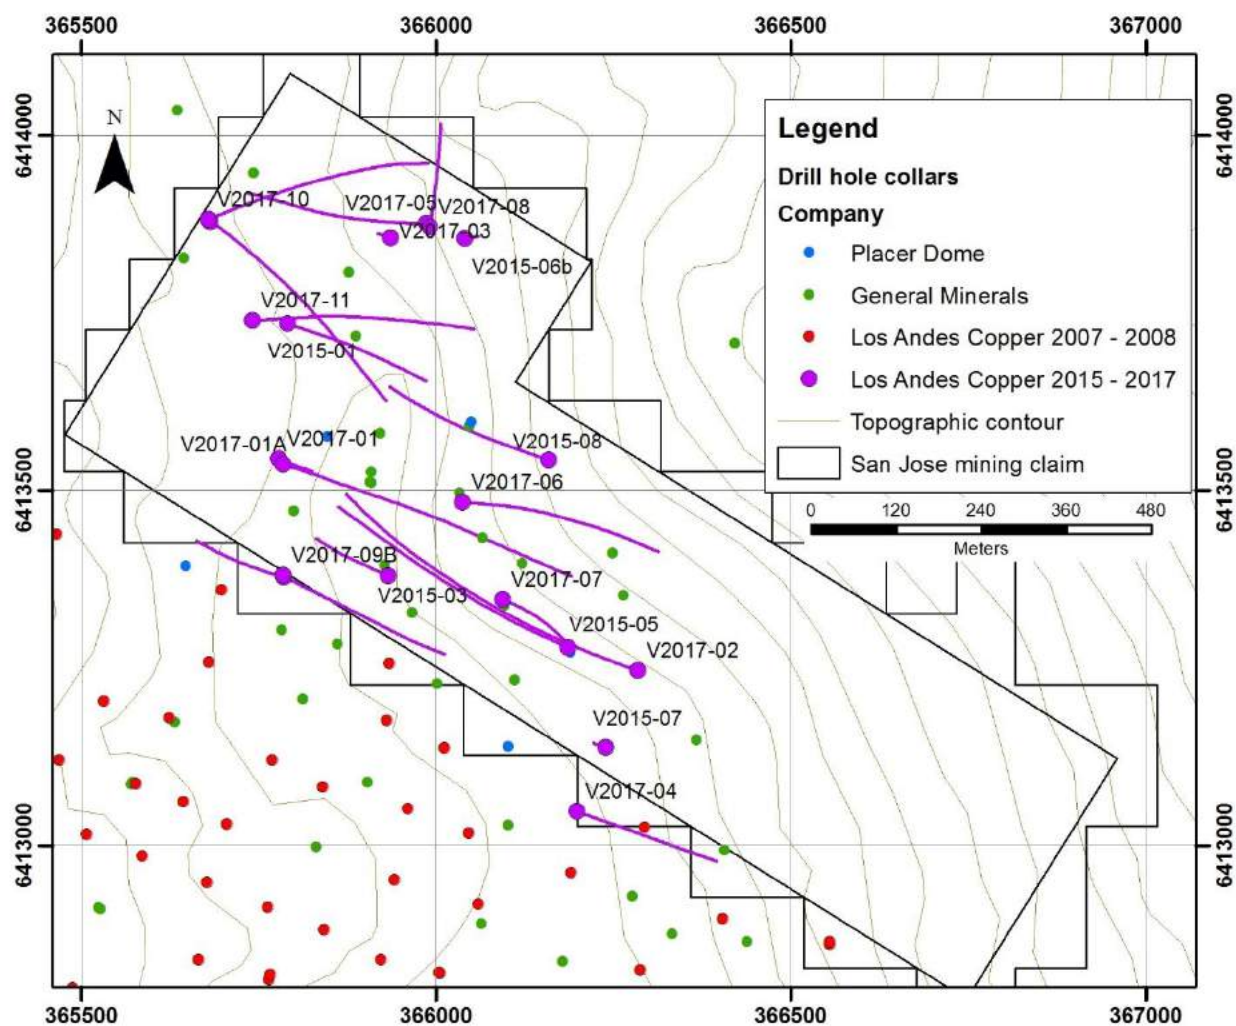 365500 366000 366500 367000
N
Legend
Drill hole collars
Company
Placer Dome
General Minerals
Los Andes Copper 2007 - 2008
Los Andes Copper 2015 - 2017
Topographic contour
San Jose mining claim
0 120 240 360 480
Meters
6414000 6414000
V2017-10
V2017-05
V2017-08
V2017-03
V2015-06b
V2017-11
V2015-01
V2017-01A
V2017-01
V2015-08
6413500 6413500
V2017-06
V2017-09B
V2015-03
V2017-07
V2015-05
V2017-02
V2015-07
V2017-04
6413000 6413000
365500 366000 366500 367000